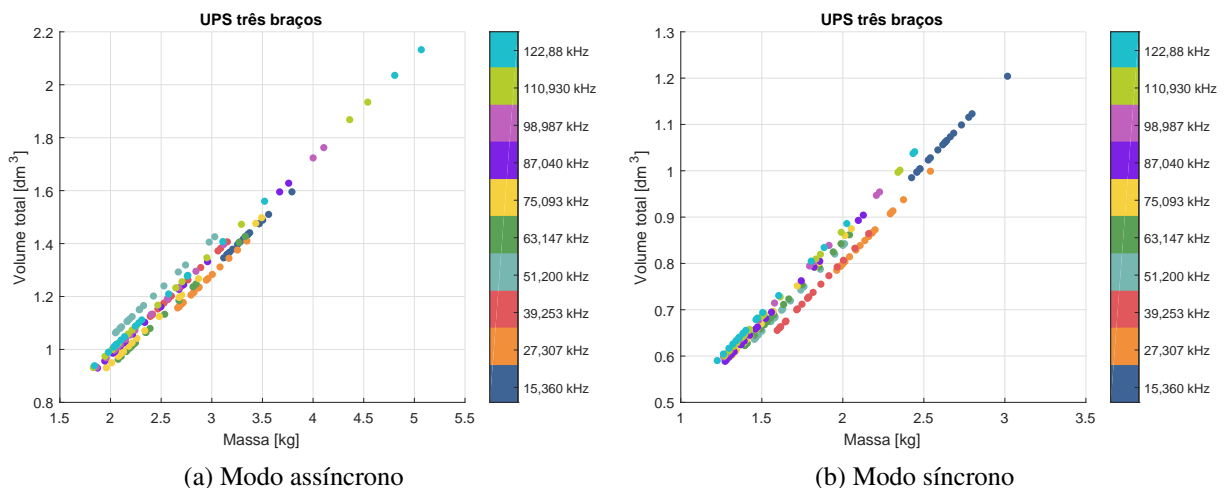 UPS três braços
2.2
2
1.8
1.6
1.4
1.2
1
0.8
Volume total [dm³]
1.5 2 2.5 3 3.5 4 4.5 5 5.5
Massa [kg]
122,88 kHz
110,930 kHz
98,987 kHz
87,040 kHz
75,093 kHz
63,147 kHz
51,200 kHz
39,253 kHz
27,307 kHz
15,360 kHz
(a) Modo assíncrono
UPS três braços
1.3
1.2
1.1
1
0.9
0.8
0.7
0.6
0.5
Volume total [dm³]
1 1.5 2 2.5 3 3.5
Massa [kg]
122,88 kHz
110,930 kHz
98,987 kHz
87,040 kHz
75,093 kHz
63,147 kHz
51,200 kHz
39,253 kHz
27,307 kHz
15,360 kHz
(b) Modo síncrono